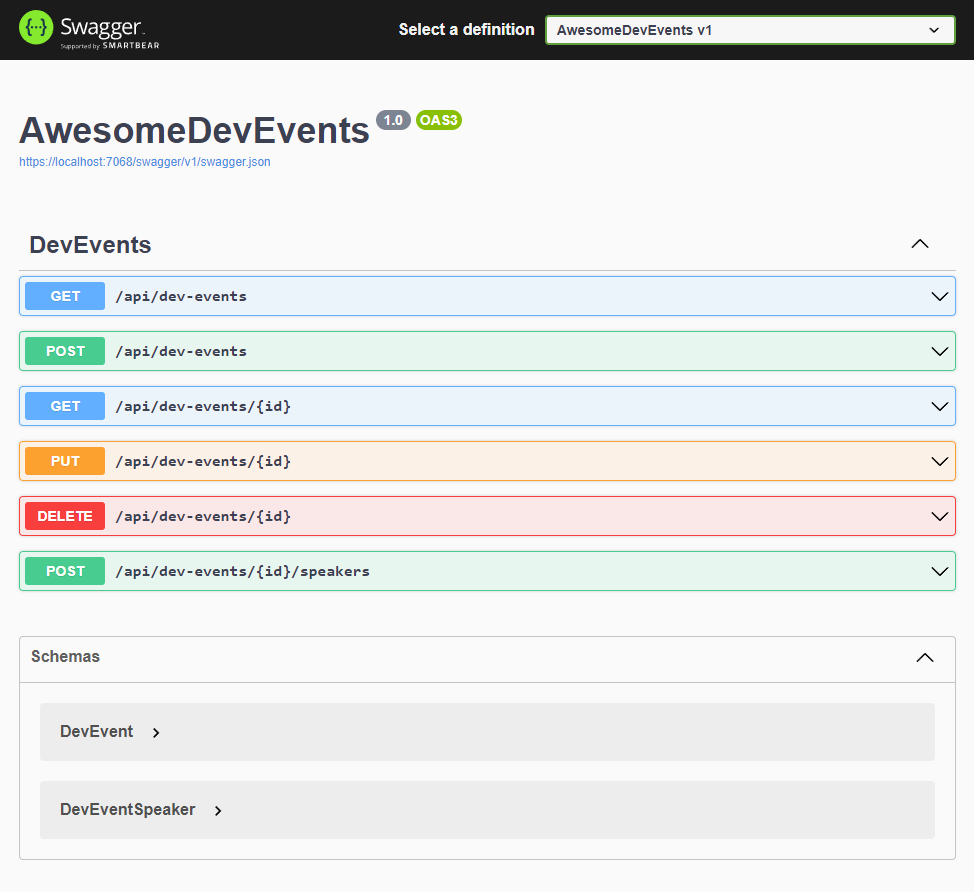 {···} Swagger™
Supported by SMARTBEAR
Select a definition
AwesomeDevEvents v1
AwesomeDevEvents 1.0 OAS3
https://localhost:7068/swagger/v1/swagger.json
DevEvents
GET /api/dev-events
POST /api/dev-events
GET /api/dev-events/{id}
PUT /api/dev-events/{id}
DELETE /api/dev-events/{id}
POST /api/dev-events/{id}/speakers
Schemas
DevEvent
DevEventSpeaker